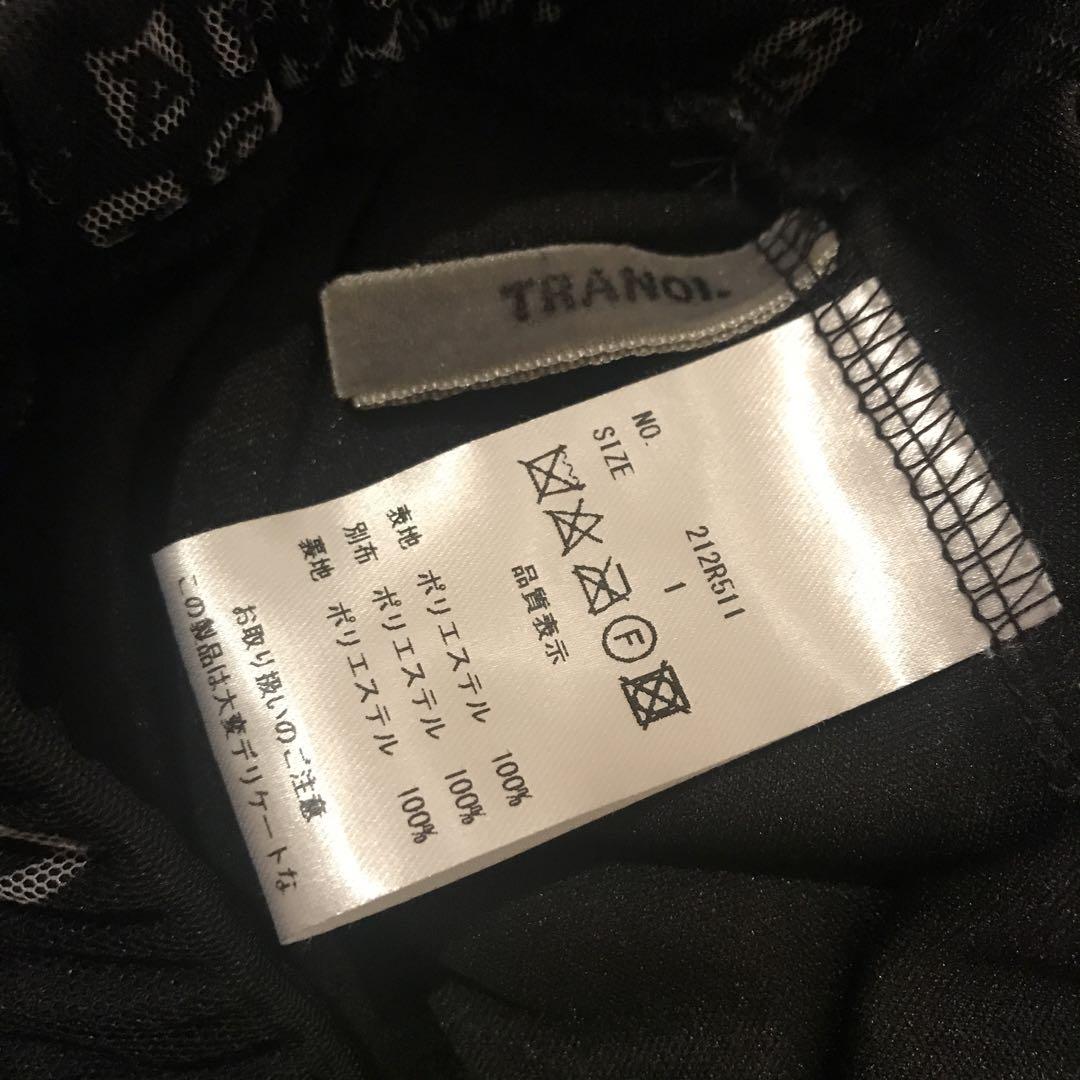 TRANOI.
NO. 212R511
SIZE 1
F
品質表示
表地 ポリエステル 100%
別布 ポリエステル 100%
裏地 ポリエステル 100%
お取り扱いのご注意
この製品は大変デリケートな